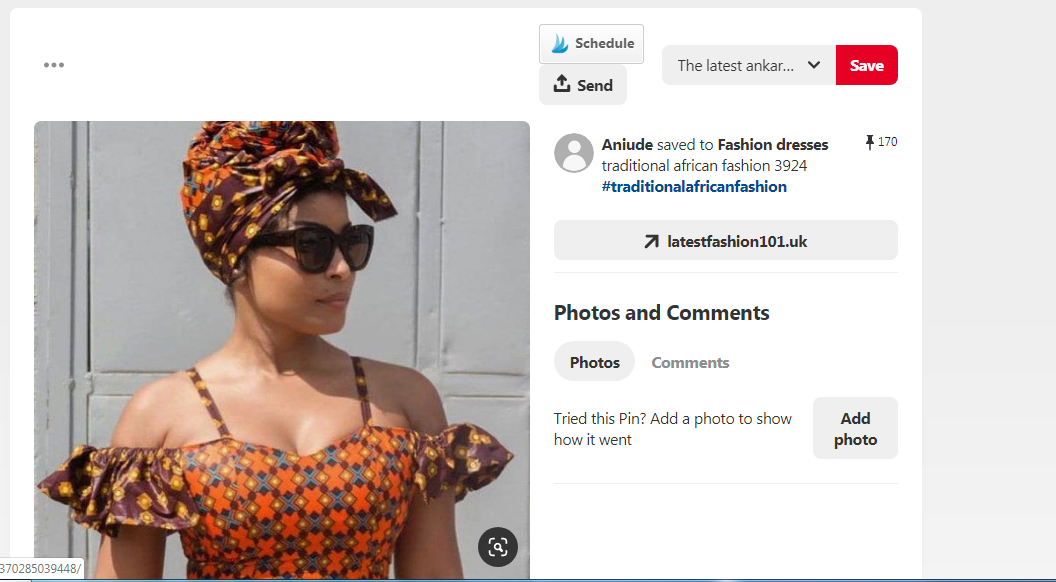 Schedule
Send
The latest ankar...
Save
Aniude saved to Fashion dresses
170
traditional african fashion 3924
#traditionalafricanfashion
latestfashion101.uk
Photos and Comments
Photos
Comments
Tried this Pin? Add a photo to show
how it went
Add
photo
370285039448/